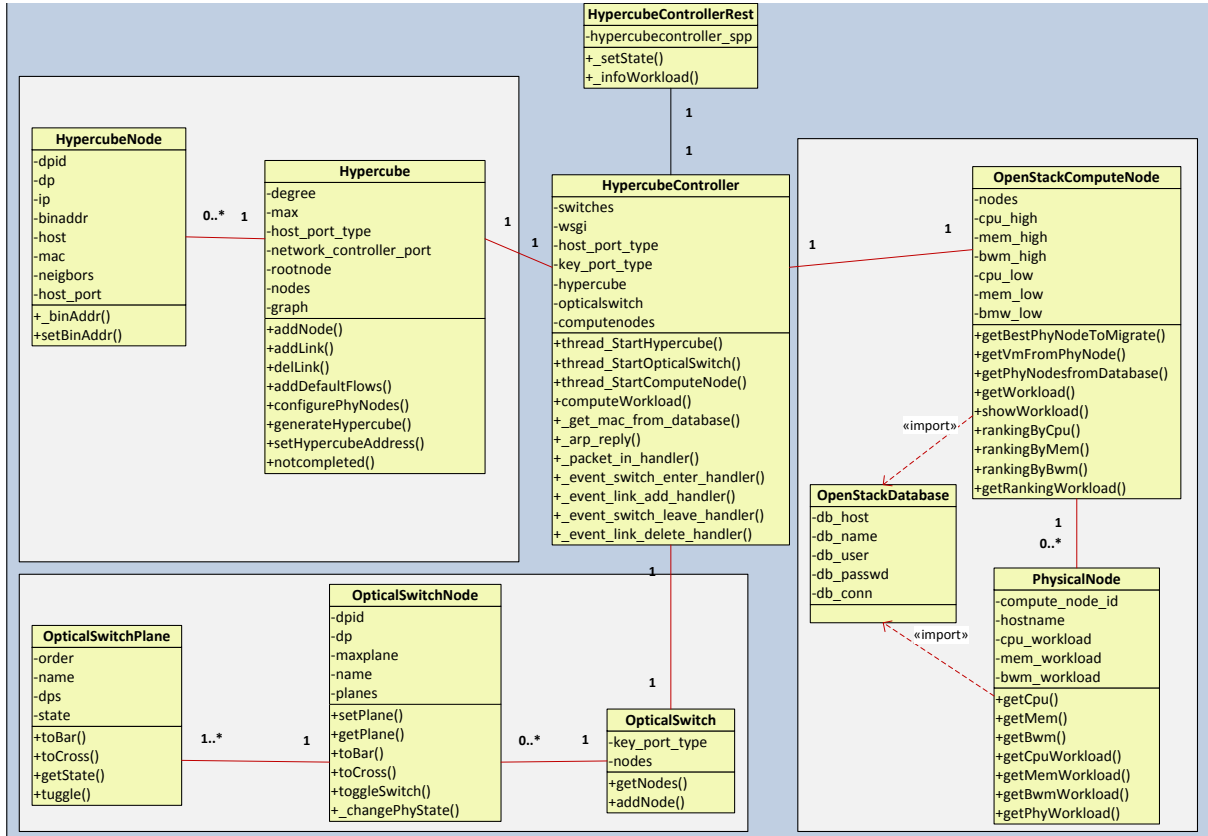 HypercubeControllerRest
-hypercubecontroller_spp
+_setState()
+_infoWorkload()
1
1
HypercubeNode
-dpid
-dp
-ip
-binaddr
-host
-mac
-neigbors
-host_port
+_binAddr()
+setBinAddr()
0..*
1
Hypercube
-degree
-max
-host_port_type
-network_controller_port
-rootnode
-nodes
-graph
+addNode()
+addLink()
+delLink()
+addDefaultFlows()
+configurePhyNodes()
+generateHypercube()
+setHypercubeAddress()
+notcompleted()
1
1
HypercubeController
-switches
-wsgi
-host_port_type
-key_port_type
-hypercube
-opticalswitch
-computenodes
+thread_StartHypercube()
+thread_StartOpticalSwitch()
+thread_StartComputeNode()
+computeWorkload()
+_get_mac_from_database()
+_arp_reply()
+_packet_in_handler()
+_event_switch_enter_handler()
+_event_link_add_handler()
+_event_switch_leave_handler()
+_event_link_delete_handler()
1
1
OpenStackComputeNode
-nodes
-cpu_high
-mem_high
-bwm_high
-cpu_low
-mem_low
-bmw_low
+getBestPhyNodeToMigrate()
+getVmFromPhyNode()
+getPhyNodesfromDatabase()
+getWorkload()
+showWorkload()
+rankingByCpu()
+rankingByMem()
+rankingByBwm()
+getRankingWorkload()
«import»
OpenStackDatabase
-db_host
-db_name
-db_user
-db_passwd
-db_conn
«import»
1
0..*
PhysicalNode
-compute_node_id
-hostname
-cpu_workload
-mem_workload
-bwm_workload
+getCpu()
+getMem()
+getBwm()
+getCpuWorkload()
+getMemWorkload()
+getBwmWorkload()
+getPhyWorkload()
1
1
OpticalSwitchPlane
-order
-name
-dps
-state
+toBar()
+toCross()
+getState()
+tuggle()
1..*
1
OpticalSwitchNode
-dpid
-dp
-maxplane
-name
-planes
+setPlane()
+getPlane()
+toBar()
+toCross()
+toggleSwitch()
+_changePhyState()
0..*
1
OpticalSwitch
-key_port_type
-nodes
+getNodes()
+addNode()